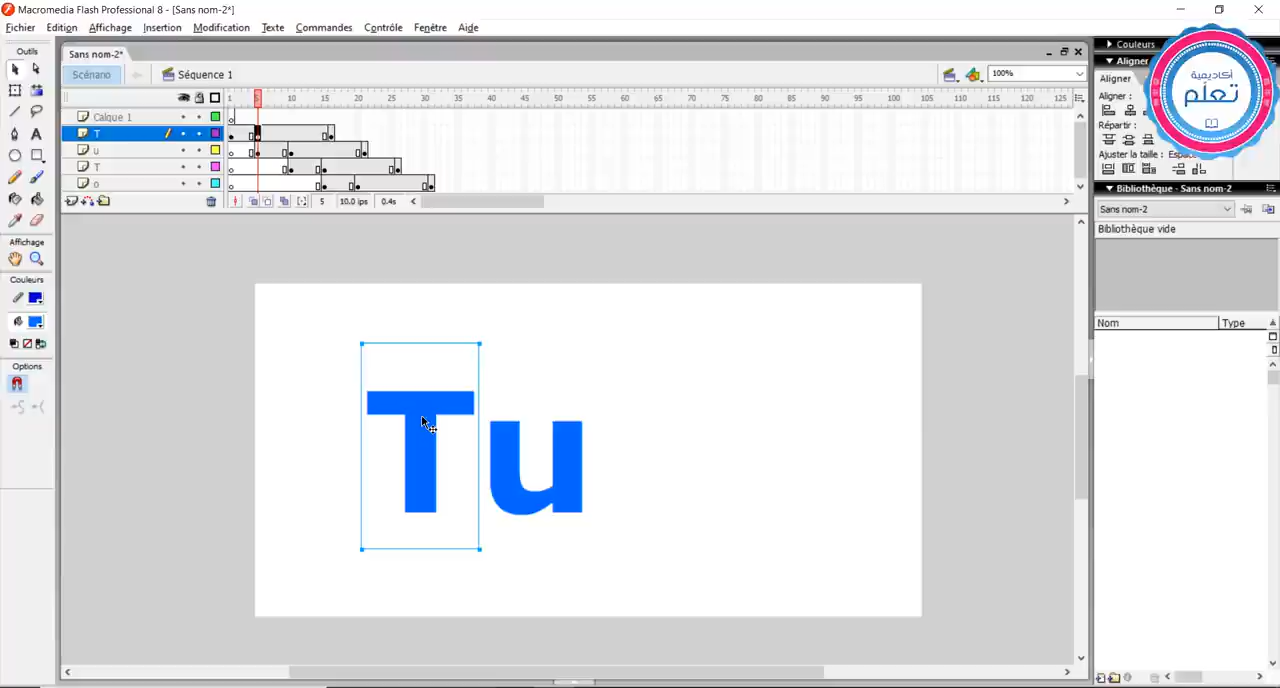 Macromedia Flash Professional 8 - [Sans nom-2*]
Fichier Edition Affichage Insertion Modification Texte Commandes Contrôle Fenêtre Aide
Outils
Sans nom-2*
Scénario
Séquence 1
100%
1 5 10 15 20 25 30 35 40 45 50 55 60 65 70 75 80 85 90 95 100 105 110 115 120 125
Calque 1
T
u
T
o
5 10.0 ips 0.4s
Affichage
Couleurs
Options
Tu
Couleurs
Aligner
Aligner
Aligner :
Répartir :
Ajuster la taille :
Bibliothèque - Sans nom-2
Sans nom-2
Bibliothèque vide
Nom Type
أكاديمية
تعلّم